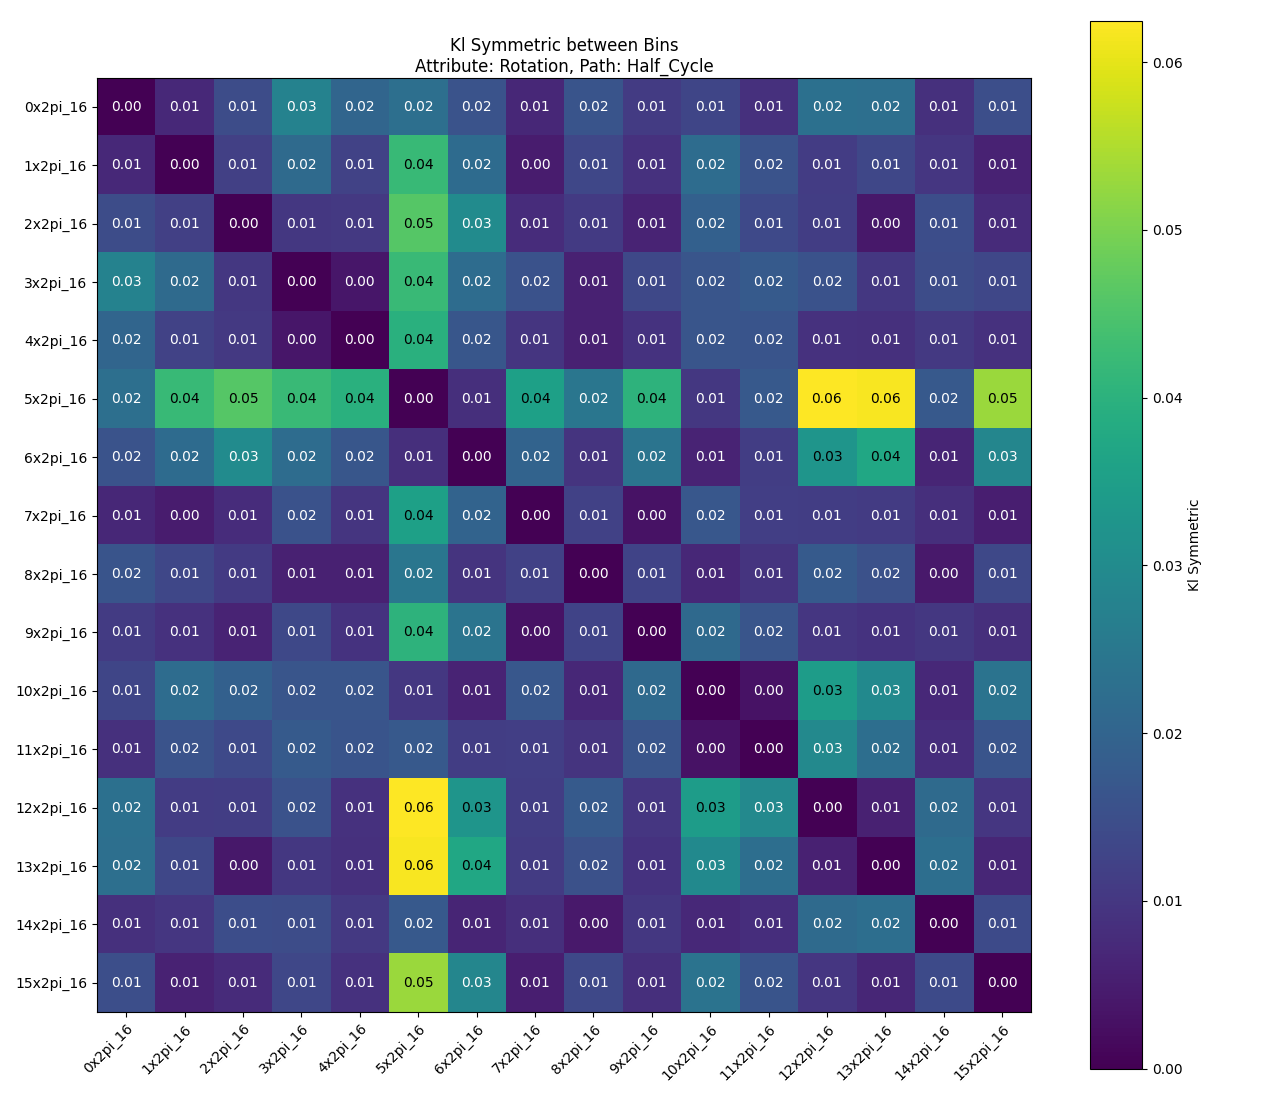 Kl Symmetric between Bins
Attribute: Rotation, Path: Half_Cycle
0x2pi_16 0.00 0.01 0.01 0.03 0.02 0.02 0.02 0.01 0.02 0.01 0.01 0.01 0.02 0.02 0.01 0.01
1x2pi_16 0.01 0.00 0.01 0.02 0.01 0.04 0.02 0.00 0.01 0.01 0.02 0.02 0.01 0.01 0.01 0.01
2x2pi_16 0.01 0.01 0.00 0.01 0.01 0.05 0.03 0.01 0.01 0.01 0.02 0.01 0.01 0.00 0.01 0.01
3x2pi_16 0.03 0.02 0.01 0.00 0.00 0.04 0.02 0.02 0.01 0.01 0.02 0.02 0.02 0.01 0.01 0.01
4x2pi_16 0.02 0.01 0.01 0.00 0.00 0.04 0.02 0.01 0.01 0.01 0.02 0.02 0.01 0.01 0.01 0.01
5x2pi_16 0.02 0.04 0.05 0.04 0.04 0.00 0.01 0.04 0.02 0.04 0.01 0.02 0.06 0.06 0.02 0.05
6x2pi_16 0.02 0.02 0.03 0.02 0.02 0.01 0.00 0.02 0.01 0.02 0.01 0.01 0.03 0.04 0.01 0.03
7x2pi_16 0.01 0.00 0.01 0.02 0.01 0.04 0.02 0.00 0.01 0.00 0.02 0.01 0.01 0.01 0.01 0.01
8x2pi_16 0.02 0.01 0.01 0.01 0.01 0.02 0.01 0.01 0.00 0.01 0.01 0.01 0.02 0.02 0.00 0.01
9x2pi_16 0.01 0.01 0.01 0.01 0.01 0.04 0.02 0.00 0.01 0.00 0.02 0.02 0.01 0.01 0.01 0.01
10x2pi_16 0.01 0.02 0.02 0.02 0.02 0.01 0.01 0.02 0.01 0.02 0.00 0.00 0.03 0.03 0.01 0.02
11x2pi_16 0.01 0.02 0.01 0.02 0.02 0.02 0.01 0.01 0.01 0.02 0.00 0.00 0.03 0.02 0.01 0.02
12x2pi_16 0.02 0.01 0.01 0.02 0.01 0.06 0.03 0.01 0.02 0.01 0.03 0.03 0.00 0.01 0.02 0.01
13x2pi_16 0.02 0.01 0.00 0.01 0.01 0.06 0.04 0.01 0.02 0.01 0.03 0.02 0.01 0.00 0.02 0.01
14x2pi_16 0.01 0.01 0.01 0.01 0.01 0.02 0.01 0.01 0.00 0.01 0.01 0.01 0.02 0.02 0.00 0.01
15x2pi_16 0.01 0.01 0.01 0.01 0.01 0.05 0.03 0.01 0.01 0.01 0.02 0.02 0.01 0.01 0.01 0.00
0x2pi_16 1x2pi_16 2x2pi_16 3x2pi_16 4x2pi_16 5x2pi_16 6x2pi_16 7x2pi_16 8x2pi_16 9x2pi_16 10x2pi_16 11x2pi_16 12x2pi_16 13x2pi_16 14x2pi_16 15x2pi_16
0.06
0.05
0.04
0.03
0.02
0.01
0.00
Kl Symmetric